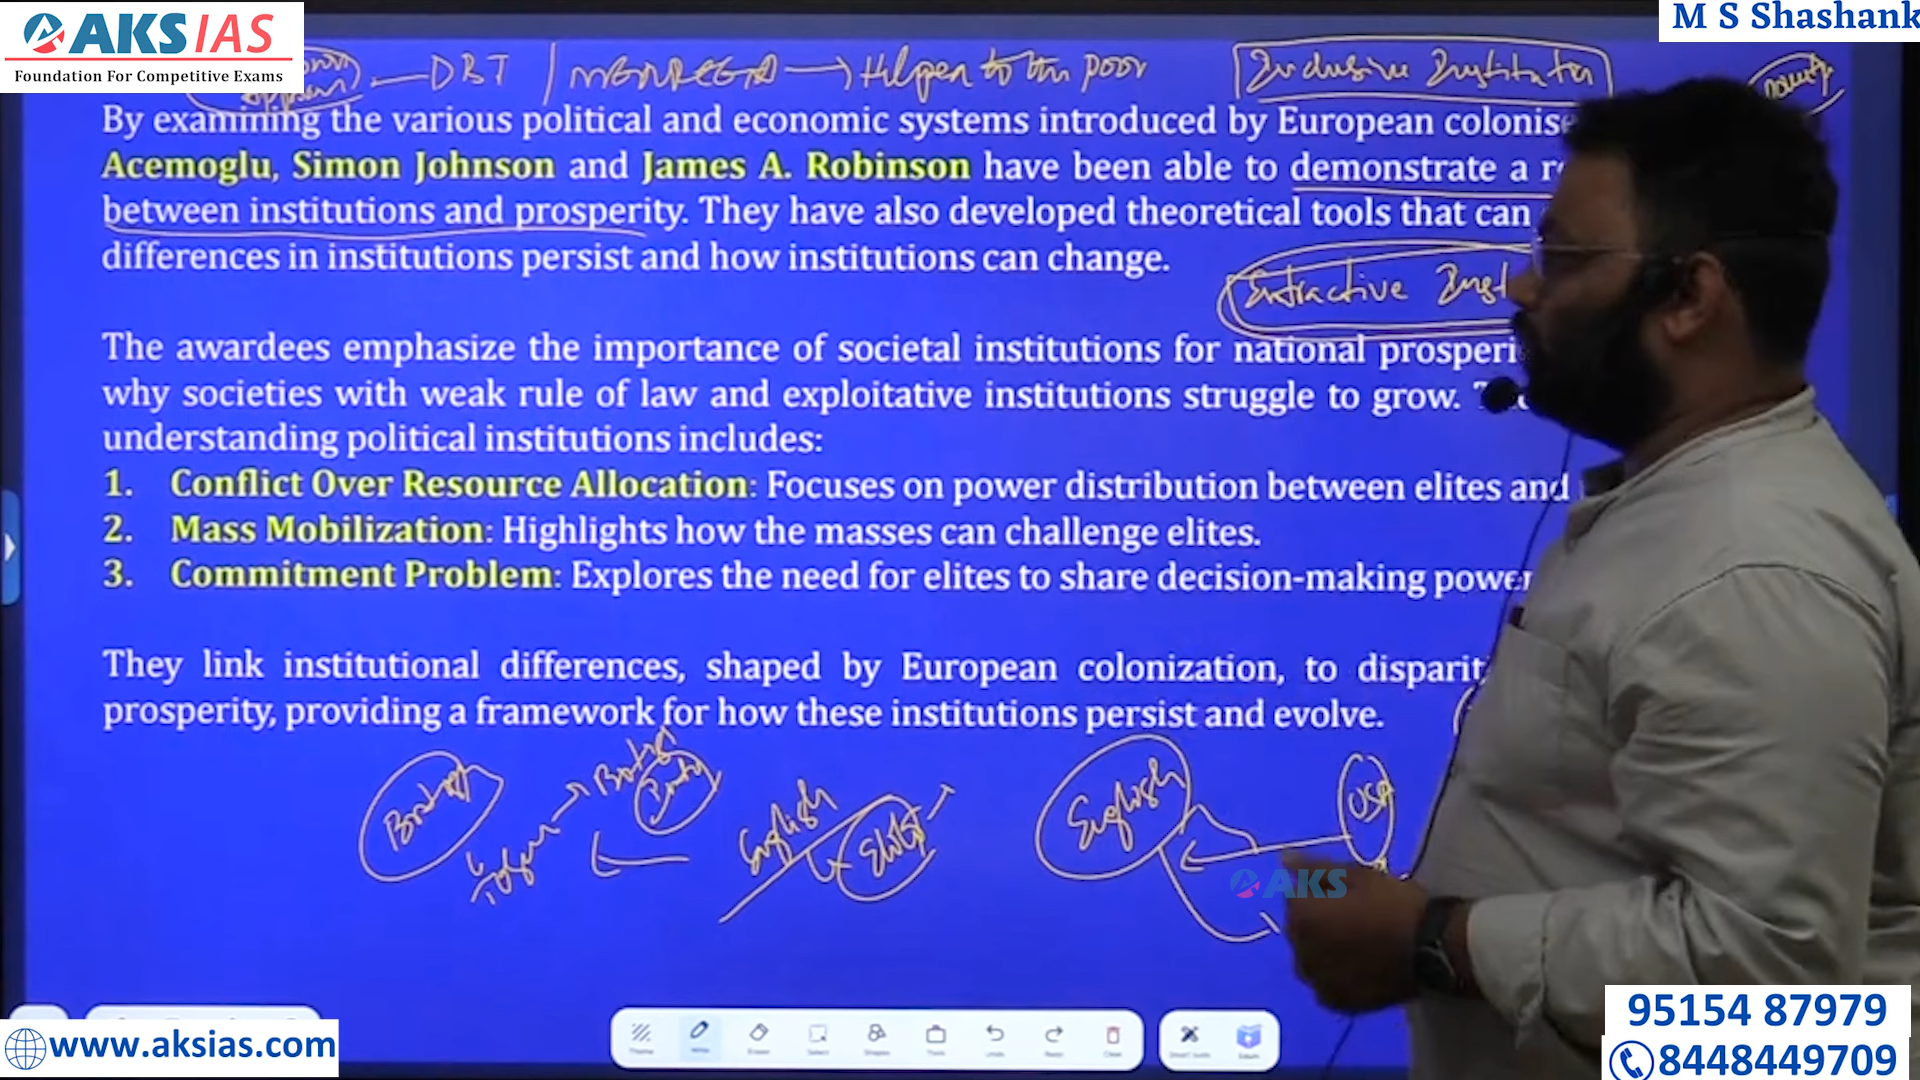 AKS IAS
M S Shashank
Foundation For Competitive Exams
DBT / MGNREGA → Helper to the poor
Inclusive Institution
By examining the various political and economic systems introduced by European
Acemoglu, Simon Johnson and James A. Robinson have been able to demonstrate a
between institutions and prosperity. They have also developed theoretical tools that can
differences in institutions persist and how institutions can change.
Extractive Inst
The awardees emphasize the importance of societal institutions for national
why societies with weak rule of law and exploitative institutions struggle to grow.
understanding political institutions includes:
1. Conflict Over Resource Allocation: Focuses on power distribution between elites and
2. Mass Mobilization: Highlights how the masses can challenge elites.
3. Commitment Problem: Explores the need for elites to share decision-making power
They link institutional differences, shaped by European colonization, to
prosperity, providing a framework for how these institutions persist and evolve.
English
English
USA
AKS
Select
95154 87979
www.aksias.com
8448449709